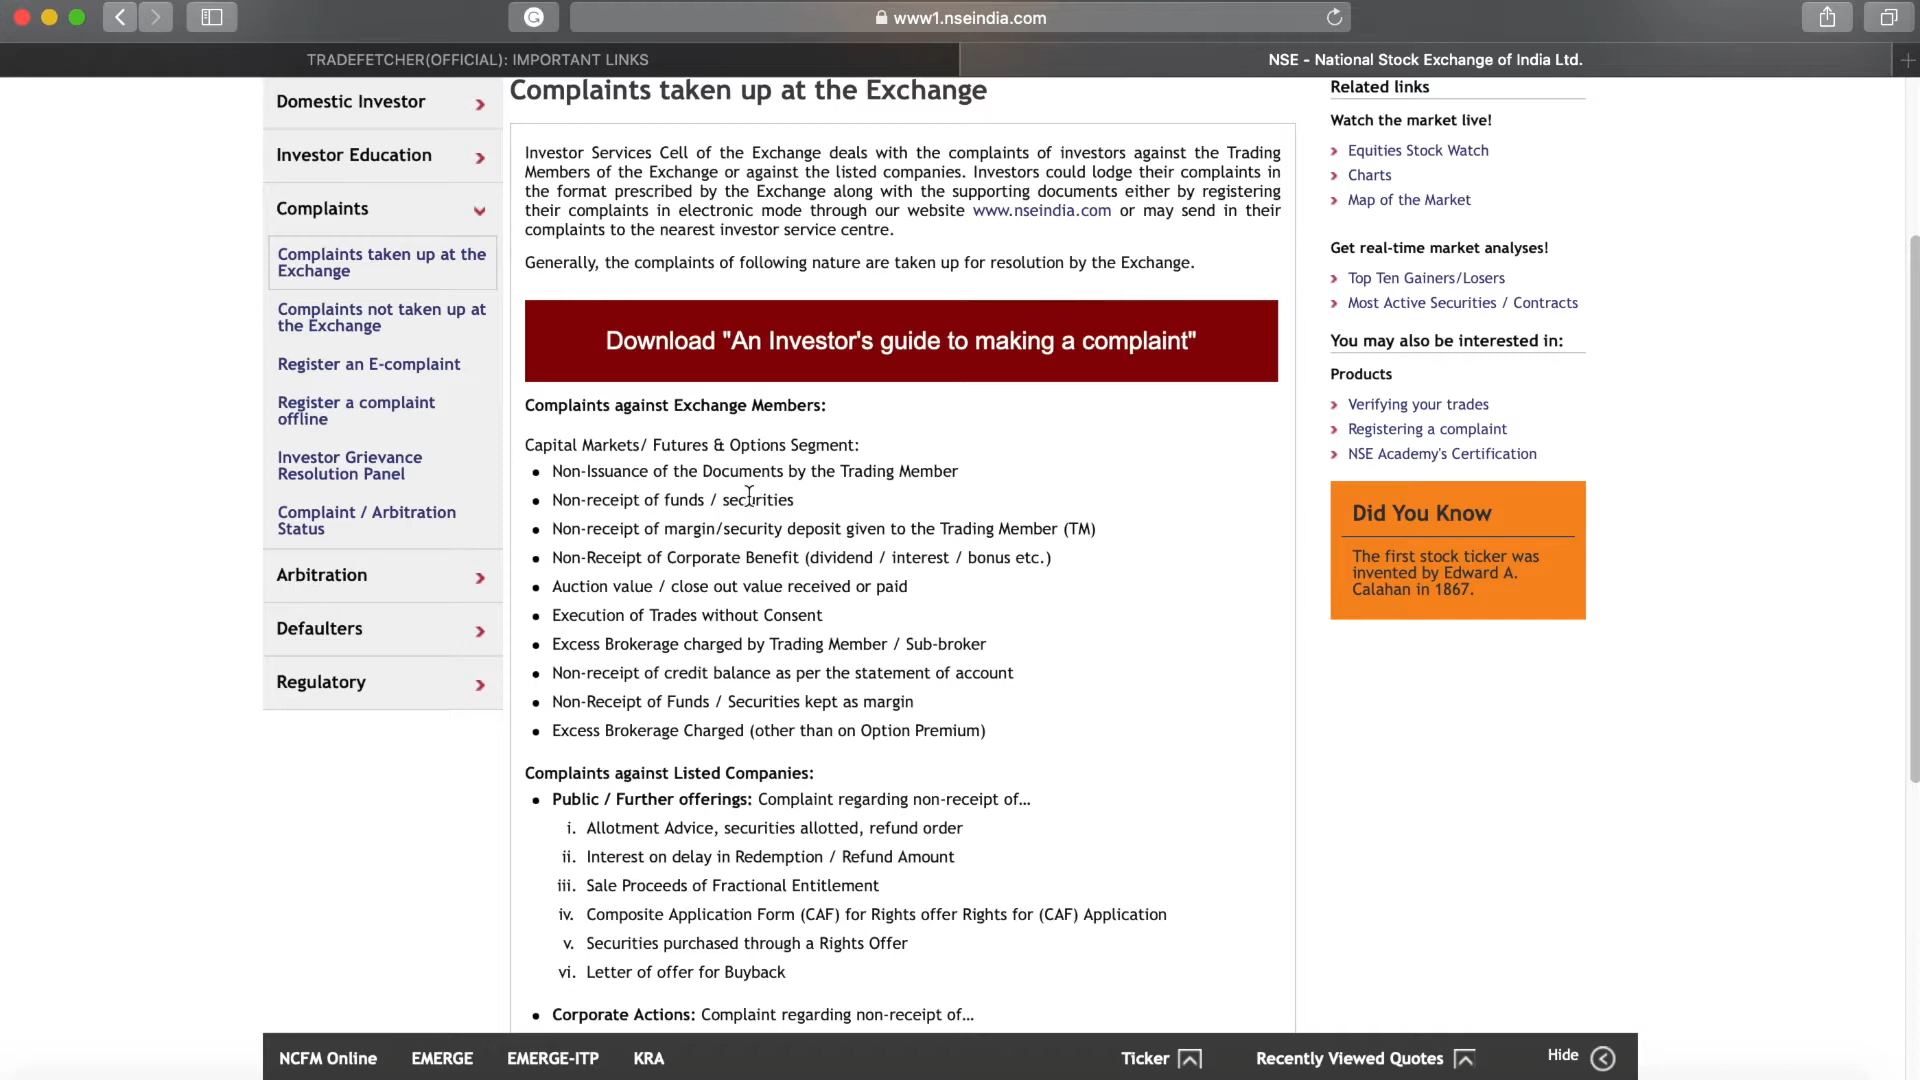 www1.nseindia.com
TRADEFETCHER(OFFICIAL): IMPORTANT LINKS
NSE - National Stock Exchange of India Ltd.
Domestic Investor
Investor Education
Complaints
Complaints taken up at the
Exchange
Complaints not taken up at
the Exchange
Register an E-complaint
Register a complaint
offline
Investor Grievance
Resolution Panel
Complaint / Arbitration
Status
Arbitration
Defaulters
Regulatory
Complaints taken up at the Exchange
Investor Services Cell of the Exchange deals with the complaints of investors against the Trading
Members of the Exchange or against the listed companies. Investors could lodge their complaints in
the format prescribed by the Exchange along with the supporting documents either by registering
their complaints in electronic mode through our website www.nseindia.com or may send in their
complaints to the nearest investor service centre.
Generally, the complaints of following nature are taken up for resolution by the Exchange.
Download "An Investor's guide to making a complaint"
Complaints against Exchange Members:
Capital Markets/ Futures & Options Segment:
• Non-Issuance of the Documents by the Trading Member
• Non-receipt of funds / securities
• Non-receipt of margin/security deposit given to the Trading Member (TM)
• Non-Receipt of Corporate Benefit (dividend / interest / bonus etc.)
• Auction value / close out value received or paid
• Execution of Trades without Consent
• Excess Brokerage charged by Trading Member / Sub-broker
• Non-receipt of credit balance as per the statement of account
• Non-Receipt of Funds / Securities kept as margin
• Excess Brokerage Charged (other than on Option Premium)
Complaints against Listed Companies:
• Public / Further offerings: Complaint regarding non-receipt of…
i. Allotment Advice, securities allotted, refund order
ii. Interest on delay in Redemption / Refund Amount
iii. Sale Proceeds of Fractional Entitlement
iv. Composite Application Form (CAF) for Rights offer Rights for (CAF) Application
v. Securities purchased through a Rights Offer
vi. Letter of offer for Buyback
• Corporate Actions: Complaint regarding non-receipt of…
Related links
Watch the market live!
Equities Stock Watch
Charts
Map of the Market
Get real-time market analyses!
Top Ten Gainers/Losers
Most Active Securities / Contracts
You may also be interested in:
Products
Verifying your trades
Registering a complaint
NSE Academy's Certification
Did You Know
The first stock ticker was
invented by Edward A.
Calahan in 1867.
NCFM Online EMERGE EMERGE-ITP KRA Ticker Recently Viewed Quotes Hide